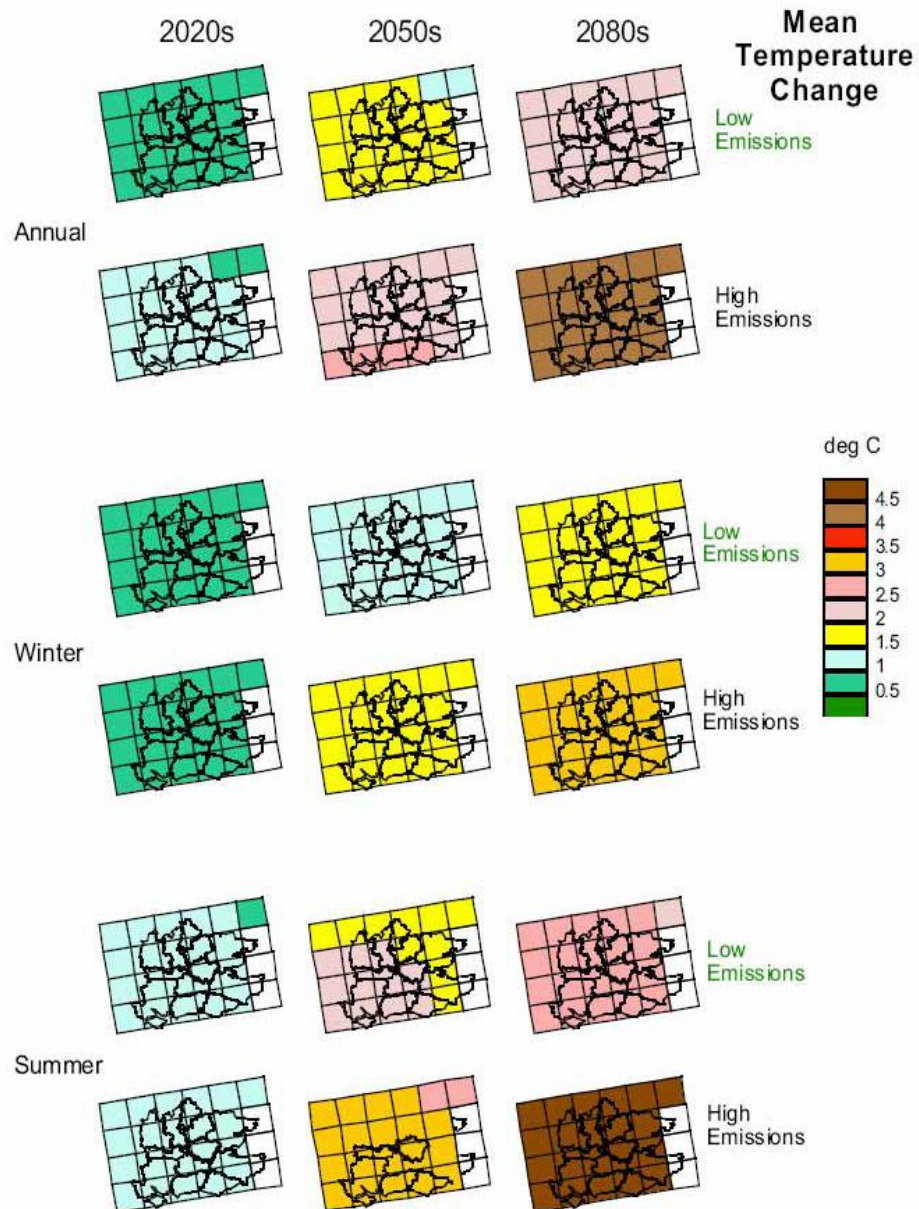 2020s
2050s
2080s
Mean
Temperature
Change
Low
Emissions
Annual
High
Emissions
deg C
4.5
4
3.5
3
2.5
2
1.5
1
0.5
Low
Emissions
Winter
High
Emissions
Low
Emissions
Summer
High
Emissions